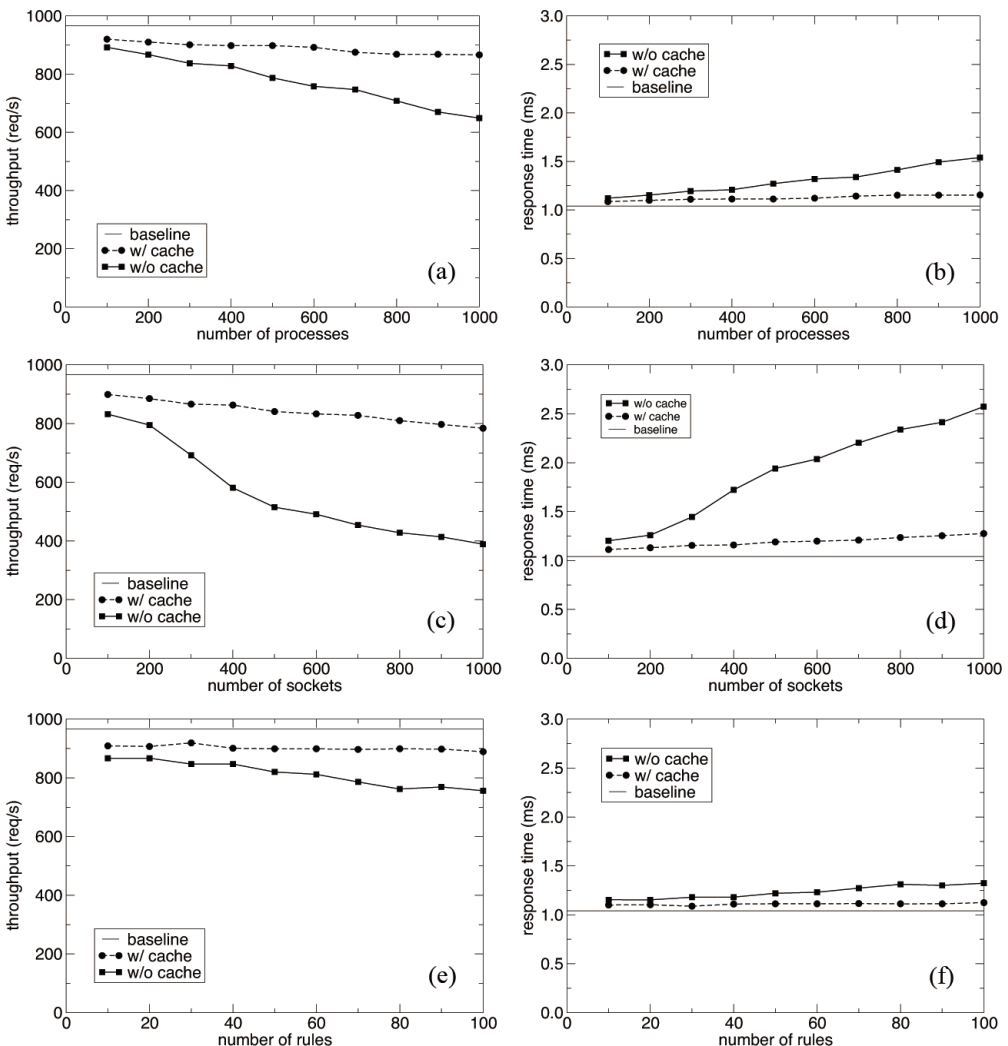 1000
800
600
400
200
0
throughput (req/s)
baseline
w/ cache
w/o cache
(a)
0
200
400
600
800
1000
number of processes
3.0
2.5
2.0
1.5
1.0
0.5
0.0
response time (ms)
w/o cache
w/ cache
baseline
(b)
0
200
400
600
800
1000
number of processes
1000
800
600
400
200
0
throughput (req/s)
baseline
w/ cache
w/o cache
(c)
0
200
400
600
800
1000
number of sockets
3.0
2.5
2.0
1.5
1.0
0.5
0.0
response time (ms)
w/o cache
w/ cache
baseline
(d)
0
200
400
600
800
1000
number of sockets
1000
800
600
400
200
0
throughput (req/s)
baseline
w/ cache
w/o cache
(e)
0
20
40
60
80
100
number of rules
3.0
2.5
2.0
1.5
1.0
0.5
0.0
response time (ms)
w/o cache
w/ cache
baseline
(f)
0
20
40
60
80
100
number of rules